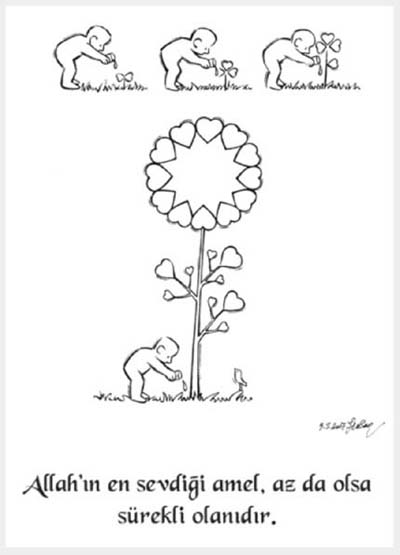 Allah'ın en sevdiği amel, az da olsa
sürekli olanıdır.